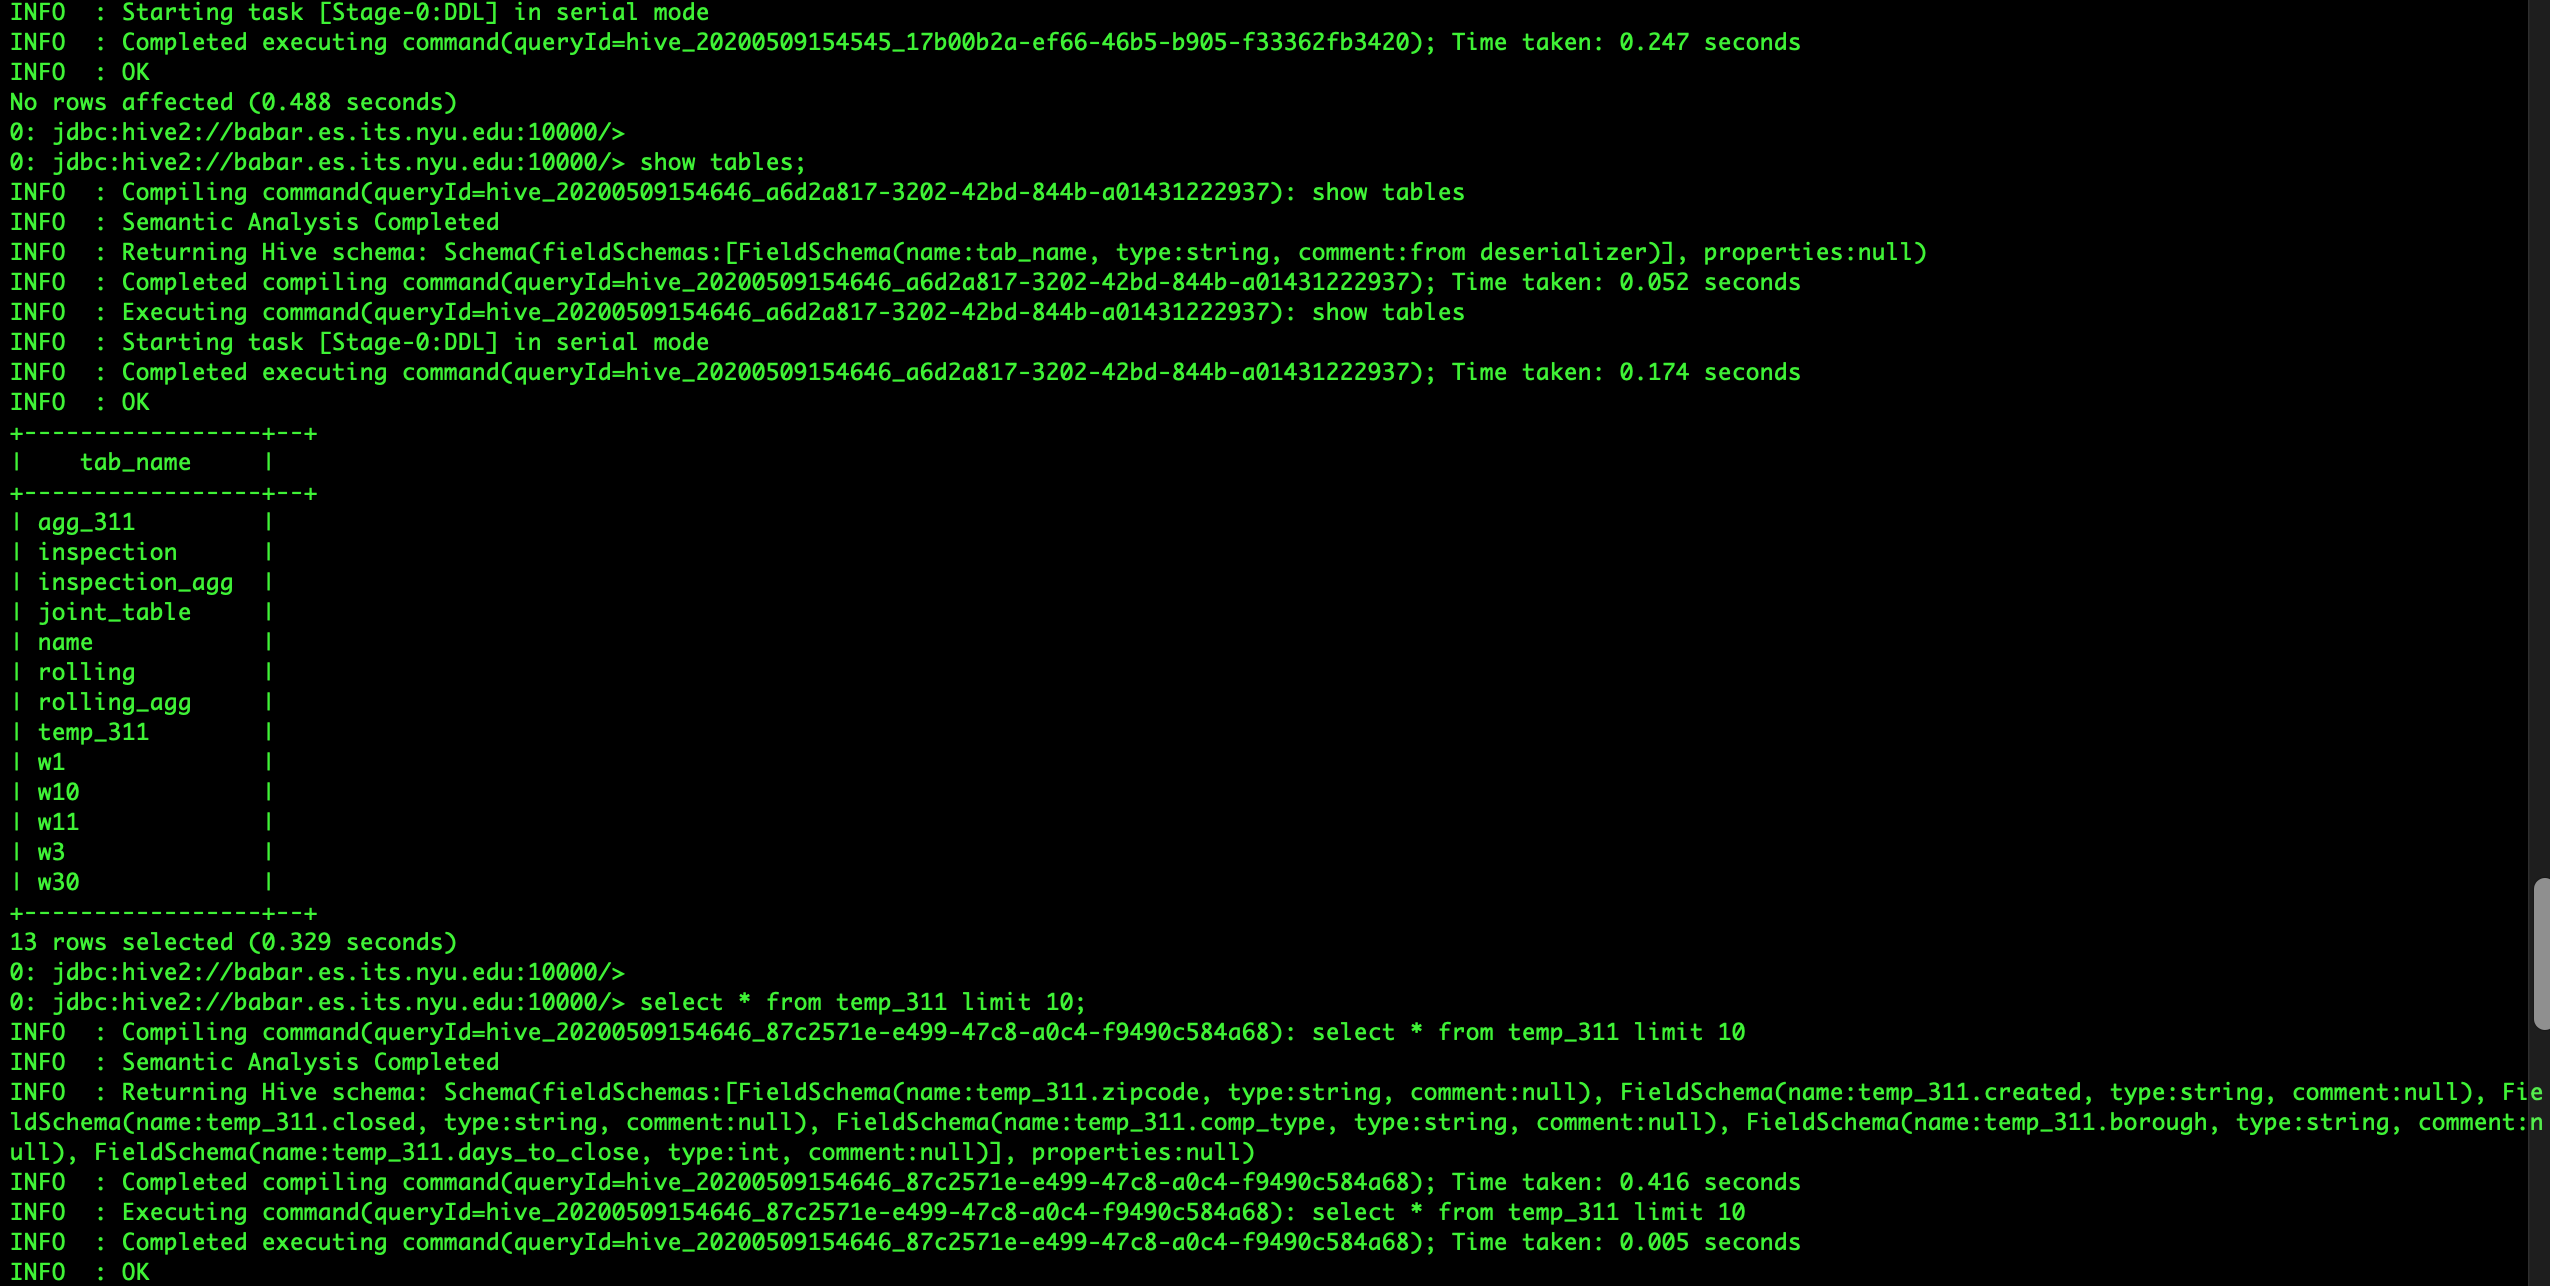 INFO  : Starting task [Stage-0:DDL] in serial mode
INFO  : Completed executing command(queryId=hive_20200509154545_17b00b2a-ef66-46b5-b905-f33362fb3420); Time taken: 0.247 seconds
INFO  : OK
No rows affected (0.488 seconds)
0: jdbc:hive2://babar.es.its.nyu.edu:10000/>
0: jdbc:hive2://babar.es.its.nyu.edu:10000/> show tables;
INFO  : Compiling command(queryId=hive_20200509154646_a6d2a817-3202-42bd-844b-a01431222937): show tables
INFO  : Semantic Analysis Completed
INFO  : Returning Hive schema: Schema(fieldSchemas:[FieldSchema(name:tab_name, type:string, comment:from deserializer)], properties:null)
INFO  : Completed compiling command(queryId=hive_20200509154646_a6d2a817-3202-42bd-844b-a01431222937); Time taken: 0.052 seconds
INFO  : Executing command(queryId=hive_20200509154646_a6d2a817-3202-42bd-844b-a01431222937): show tables
INFO  : Starting task [Stage-0:DDL] in serial mode
INFO  : Completed executing command(queryId=hive_20200509154646_a6d2a817-3202-42bd-844b-a01431222937); Time taken: 0.174 seconds
INFO  : OK
+-----------------+--+
|    tab_name     |
+-----------------+--+
| agg_311         |
| inspection      |
| inspection_agg  |
| joint_table     |
| name            |
| rolling         |
| rolling_agg     |
| temp_311        |
| w1              |
| w10             |
| w11             |
| w3              |
| w30             |
+-----------------+--+
13 rows selected (0.329 seconds)
0: jdbc:hive2://babar.es.its.nyu.edu:10000/>
0: jdbc:hive2://babar.es.its.nyu.edu:10000/> select * from temp_311 limit 10;
INFO  : Compiling command(queryId=hive_20200509154646_87c2571e-e499-47c8-a0c4-f9490c584a68): select * from temp_311 limit 10
INFO  : Semantic Analysis Completed
INFO  : Returning Hive schema: Schema(fieldSchemas:[FieldSchema(name:temp_311.zipcode, type:string, comment:null), FieldSchema(name:temp_311.created, type:string, comment:null), Fie
ldSchema(name:temp_311.closed, type:string, comment:null), FieldSchema(name:temp_311.comp_type, type:string, comment:null), FieldSchema(name:temp_311.borough, type:string, comment:n
ull), FieldSchema(name:temp_311.days_to_close, type:int, comment:null)], properties:null)
INFO  : Completed compiling command(queryId=hive_20200509154646_87c2571e-e499-47c8-a0c4-f9490c584a68); Time taken: 0.416 seconds
INFO  : Executing command(queryId=hive_20200509154646_87c2571e-e499-47c8-a0c4-f9490c584a68): select * from temp_311 limit 10
INFO  : Completed executing command(queryId=hive_20200509154646_87c2571e-e499-47c8-a0c4-f9490c584a68); Time taken: 0.005 seconds
INFO  : OK